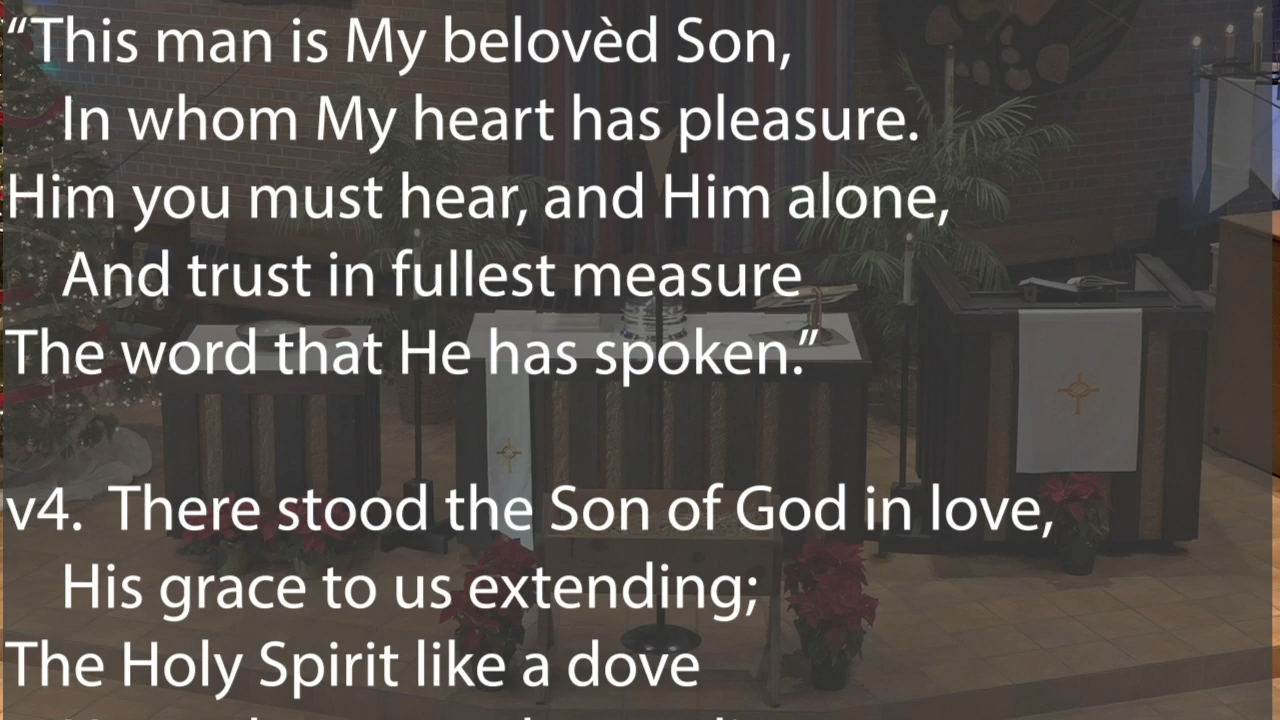 “This man is My belovèd Son,
In whom My heart has pleasure.
Him you must hear, and Him alone,
And trust in fullest measure
The word that He has spoken.”
v4. There stood the Son of God in love,
His grace to us extending;
The Holy Spirit like a dove